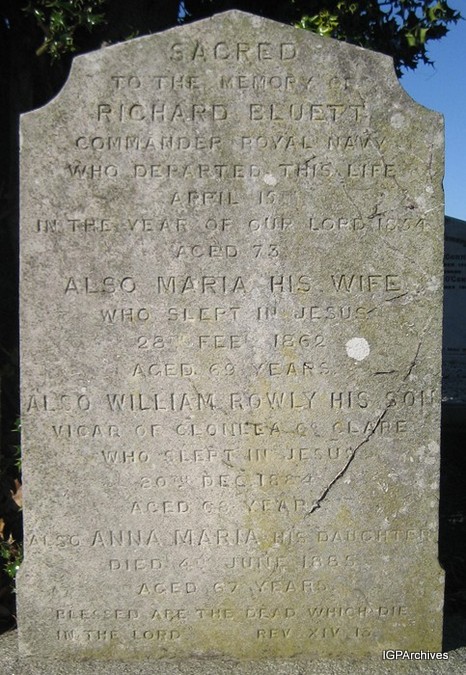 SACRED
TO THE MEMORY OF
RICHARD BLUETT
COMMANDER ROYAL NAVY
WHO DEPARTED THIS LIFE
APRIL
IN THE YEAR OF OUR LORD 1854
AGED 73
ALSO MARIA HIS WIFE
WHO SLEPT IN JESUS
28TH FEB 1862
AGED 69 YEARS
ALSO WILLIAM ROWLY HIS SON
VICAR OF CLONLEA CO CLARE
WHO SLEPT IN JESUS
20TH DEC 1884
AGED 68 YEARS
ALSO ANNA MARIA HIS DAUGHTER
DIED 4TH JUNE 1885
AGED 67 YEARS
BLESSED ARE THE DEAD WHICH DIE
IN THE LORD REV XIV 13
IGPArchives